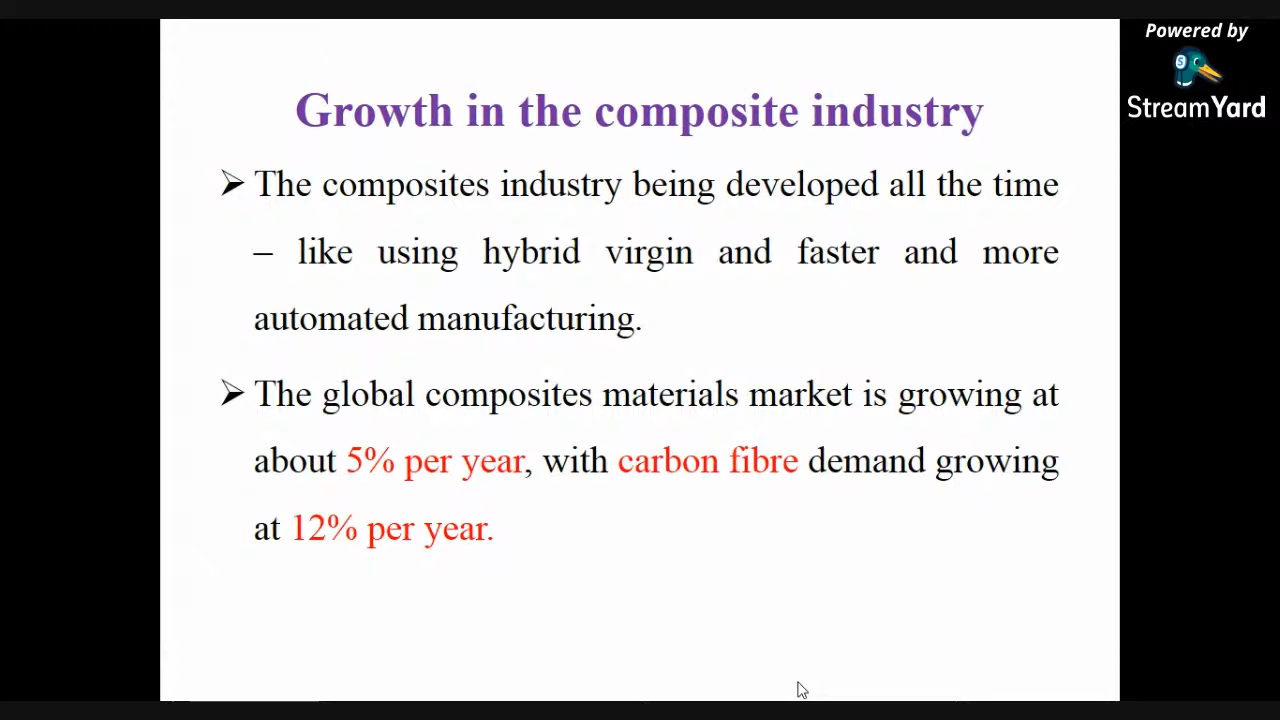 Powered by
StreamYard
Growth in the composite industry
➢ The composites industry being developed all the time
– like using hybrid virgin and faster and more
automated manufacturing.
➢ The global composites materials market is growing at
about 5% per year, with carbon fibre demand growing
at 12% per year.